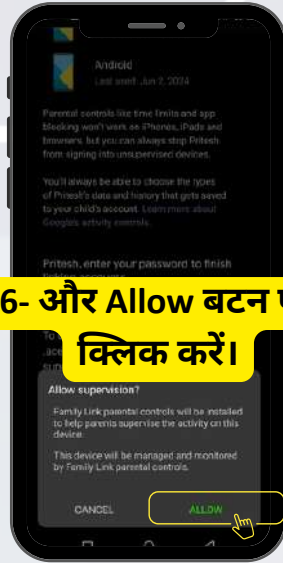 Android
Last used: Jun 2, 2024
Parental controls like time limits and app
blocking won't work on iPhones, iPads and
browsers, but you can always stop Pritesh
from signing into unsupervised devices.
You'll always be able to choose the types
of Pritesh's data and history that gets saved
to your child's account. Learn more about
Google's activity controls.
Pritesh, enter your password to finish
6- और Allow बटन
क्लिक करें।
Allow supervision?
Family Link parental controls will be installed
to help parents supervise the activity on this
device.
This device will be managed and monitored
by Family Link parental controls.
CANCEL
ALLOW